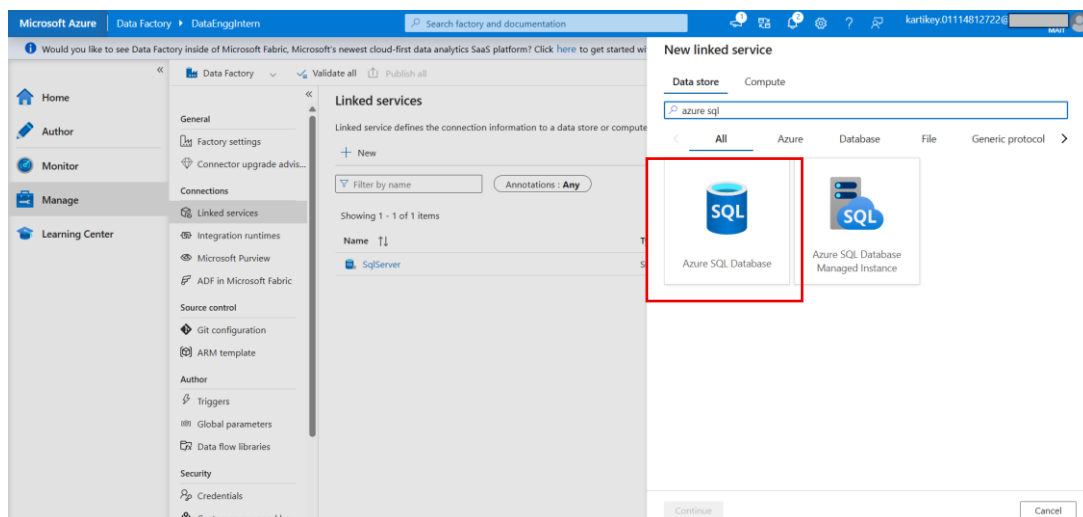 Microsoft Azure Data Factory DataEnggIntern Search factory and documentation 1 2 ? kartikey.01114812722@
MAIT
Would you like to see Data Factory inside of Microsoft Fabric, Microsoft's newest cloud-first data analytics SaaS platform? Click here to get started wi
New linked service
Data store Compute
azure sql
All Azure Database File Generic protocol
SQL
Azure SQL Database
SQL
Azure SQL Database
Managed Instance
Continue Cancel
Home
Author
Monitor
Manage
Learning Center
Data Factory Validate all Publish all
General
Factory settings
Connector upgrade advis...
Connections
Linked services
Integration runtimes
Microsoft Purview
ADF in Microsoft Fabric
Source control
Git configuration
ARM template
Author
Triggers
Global parameters
Data flow libraries
Security
Credentials
Linked services
Linked service defines the connection information to a data store or compute
New
Filter by name Annotations : Any
Showing 1 - 1 of 1 items
Name
SqlServer